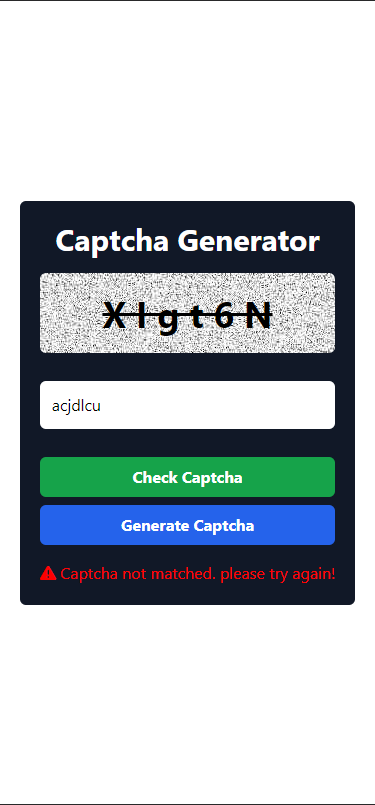 Captcha Generator
X l g t 6 N
acjdlcu
Check Captcha
Generate Captcha
Captcha not matched. please try again!